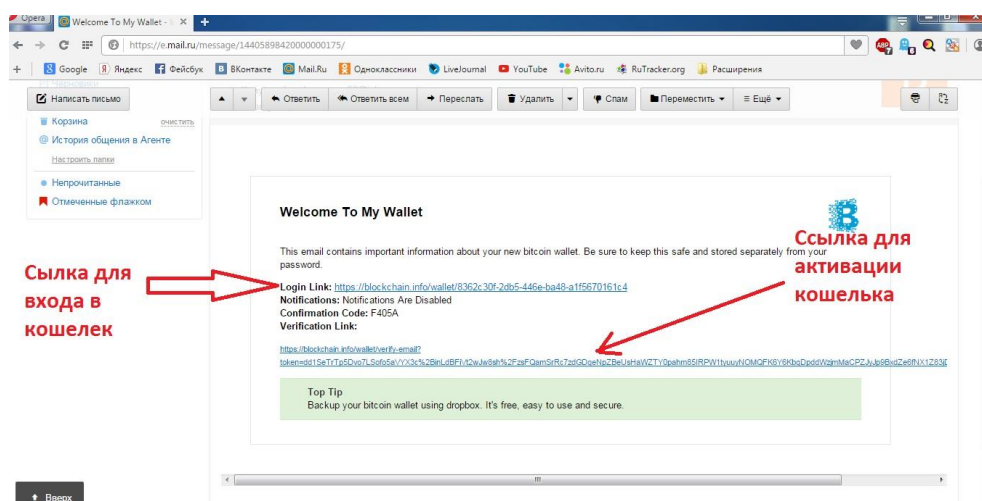 Opera
Welcome To My Wallet -
https://e.mail.ru/message/14405898420000000175/
Google Яндекс Фейсбук ВКонтакте Mail.Ru Одноклассники LiveJournal YouTube Avito.ru RuTracker.org Расширения
Написать письмо Ответить Ответить всем Переслать Удалить Спам Переместить Ещё
Корзина очистить
История общения в Агенте
Настроить папки
Непрочитанные
Отмеченные флажком
Welcome To My Wallet
This email contains important information about your new bitcoin wallet. Be sure to keep this safe and stored separately from your
password.
Login Link: https://blockchain.info/wallet/8362c30f-2db5-446e-ba48-a1f5670161c4
Notifications: Notifications Are Disabled
Confirmation Code: F405A
Verification Link:
https://blockchain.info/wallet/verify-email?
Top Tip
Backup your bitcoin wallet using dropbox. It's free, easy to use and secure.
Сылка для
входа в
кошелек
Ссылка для
активации
кошелька
Вверх